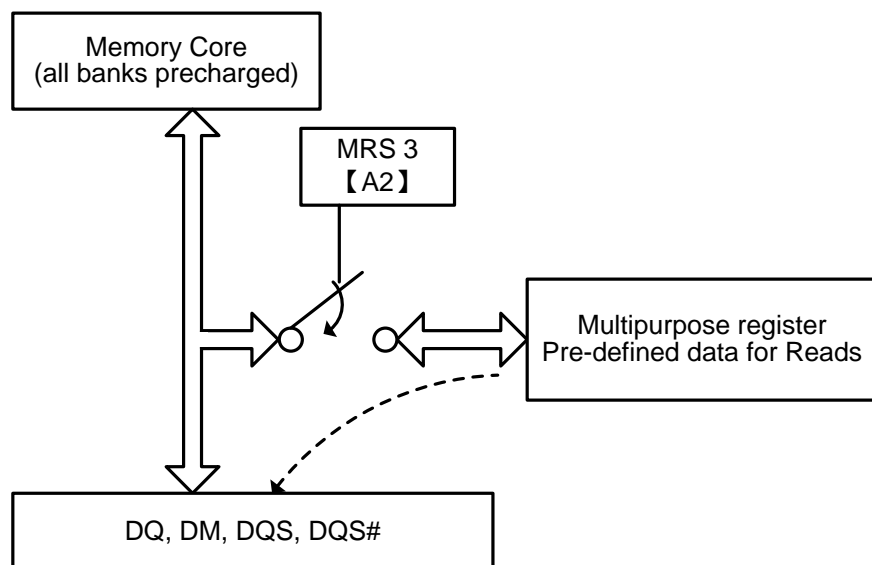 Memory Core
(all banks precharged)
MRS 3
【A2】
Multipurpose register
Pre-defined data for Reads
DQ, DM, DQS, DQS#